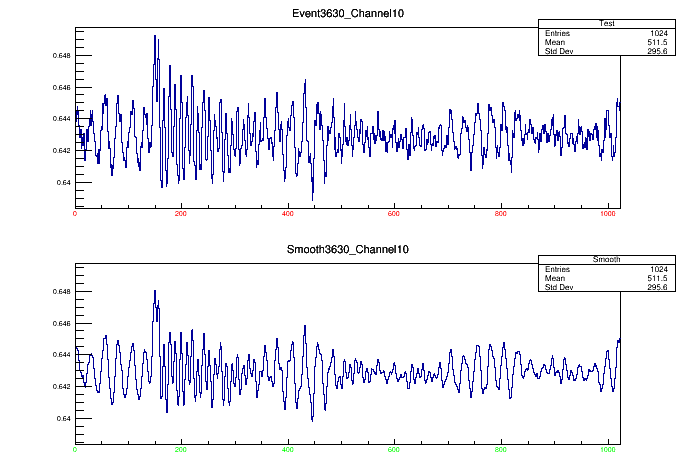 Event3630_Channel10
Test
Entries 1024
Mean 511.5
Std Dev 295.6
0.648
0.646
0.644
0.642
0.64
0 200 400 600 800 1000
Smooth3630_Channel10
Smooth
Entries 1024
Mean 511.5
Std Dev 295.6
0.648
0.646
0.644
0.642
0.64
0 200 400 600 800 1000